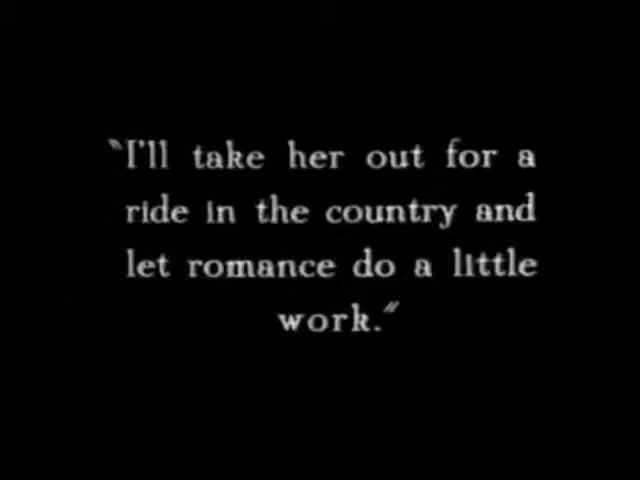 "I'll take her out for a
ride in the country and
let romance do a little
work."